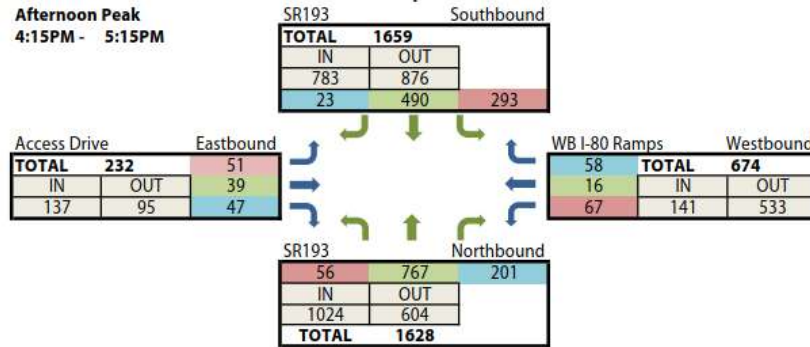 Afternoon Peak
4:15PM - 5:15PM
SR193 Southbound
TOTAL 1659
IN OUT
783 876
23 490 293
Access Drive Eastbound
TOTAL 232 51
IN OUT 39
137 95 47
WB I-80 Ramps Westbound
58 TOTAL 674
16 IN OUT
67 141 533
SR193 Northbound
56 767 201
IN OUT
1024 604
TOTAL 1628